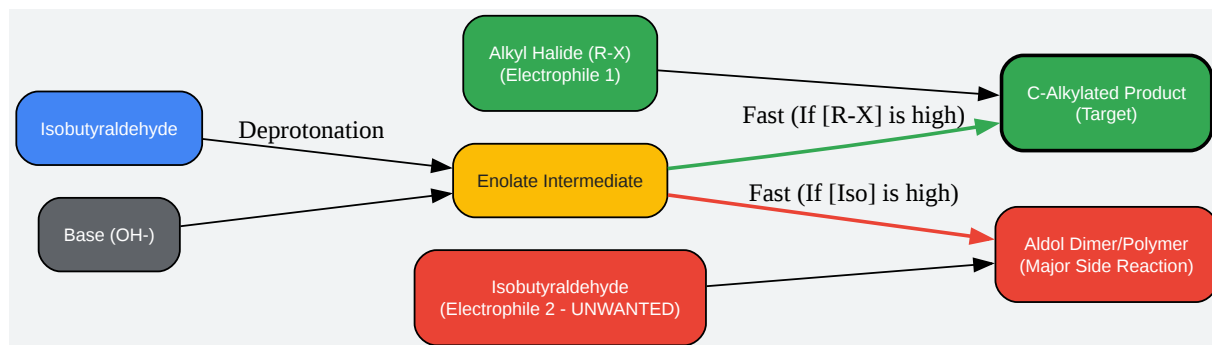 Alkyl Halide (R-X)
(Electrophile 1)
C-Alkylated Product
(Target)
Isobutyraldehyde
Deprotonation
Fast (If [R-X] is high)
Enolate Intermediate
Fast (If [Iso] is high)
Base (OH-)
Aldol Dimer/Polymer
(Major Side Reaction)
Isobutyraldehyde
(Electrophile 2 - UNWANTED)